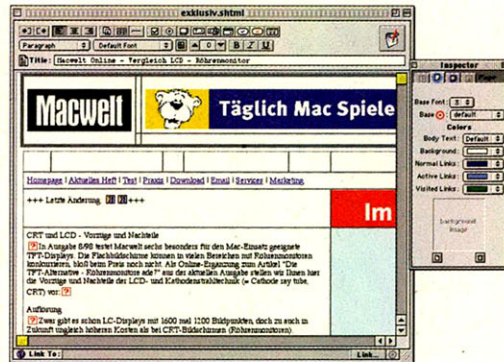 exklusiv.shtml
Paragraph
Default Font
0
B I U
Title: Macwelt Online - Vergleich LCD - Röhrenmonitor
Macwelt
Täglich Mac Spiele
Homepage | Aktuelles Heft | Test | Praxis | Download | Email | Services | Marketing
+++ Letzte Änderung +++
Im
CRT und LCD - Vorzüge und Nachteile
In Ausgabe 8/98 testet Macwelt sechs besonders für den Mac-Einsatz geeignete
TFT-Displays. Die Flachbildschirme können in vielen Bereichen mit Röhrenmonitoren
konkurrieren, bloß beim Preis noch nicht. Als Online-Ergänzung zum Artikel "Die
TFT-Alternative - Röhrenmonitore ade?" aus der aktuellen Ausgabe stellen wir Ihnen hier
die Vorzüge und Nachteile des LCD- und Kathodenstrahltechnik (= Cathode ray tube,
CRT) vor.
Auflösung
Zwar gibt es schon LC-Displays mit 1600 mal 1200 Bildpunkten, doch zu auch in
Zukunft ungleich höheren Kosten als bei CRT-Bildschirmen (Röhrenmonitoren)
Link To:
Link...
Inspector
Page
Base Font: 3
Base: default
Colors
Body Text: Default
Background:
Normal Links:
Active Links:
Visited Links:
background
image